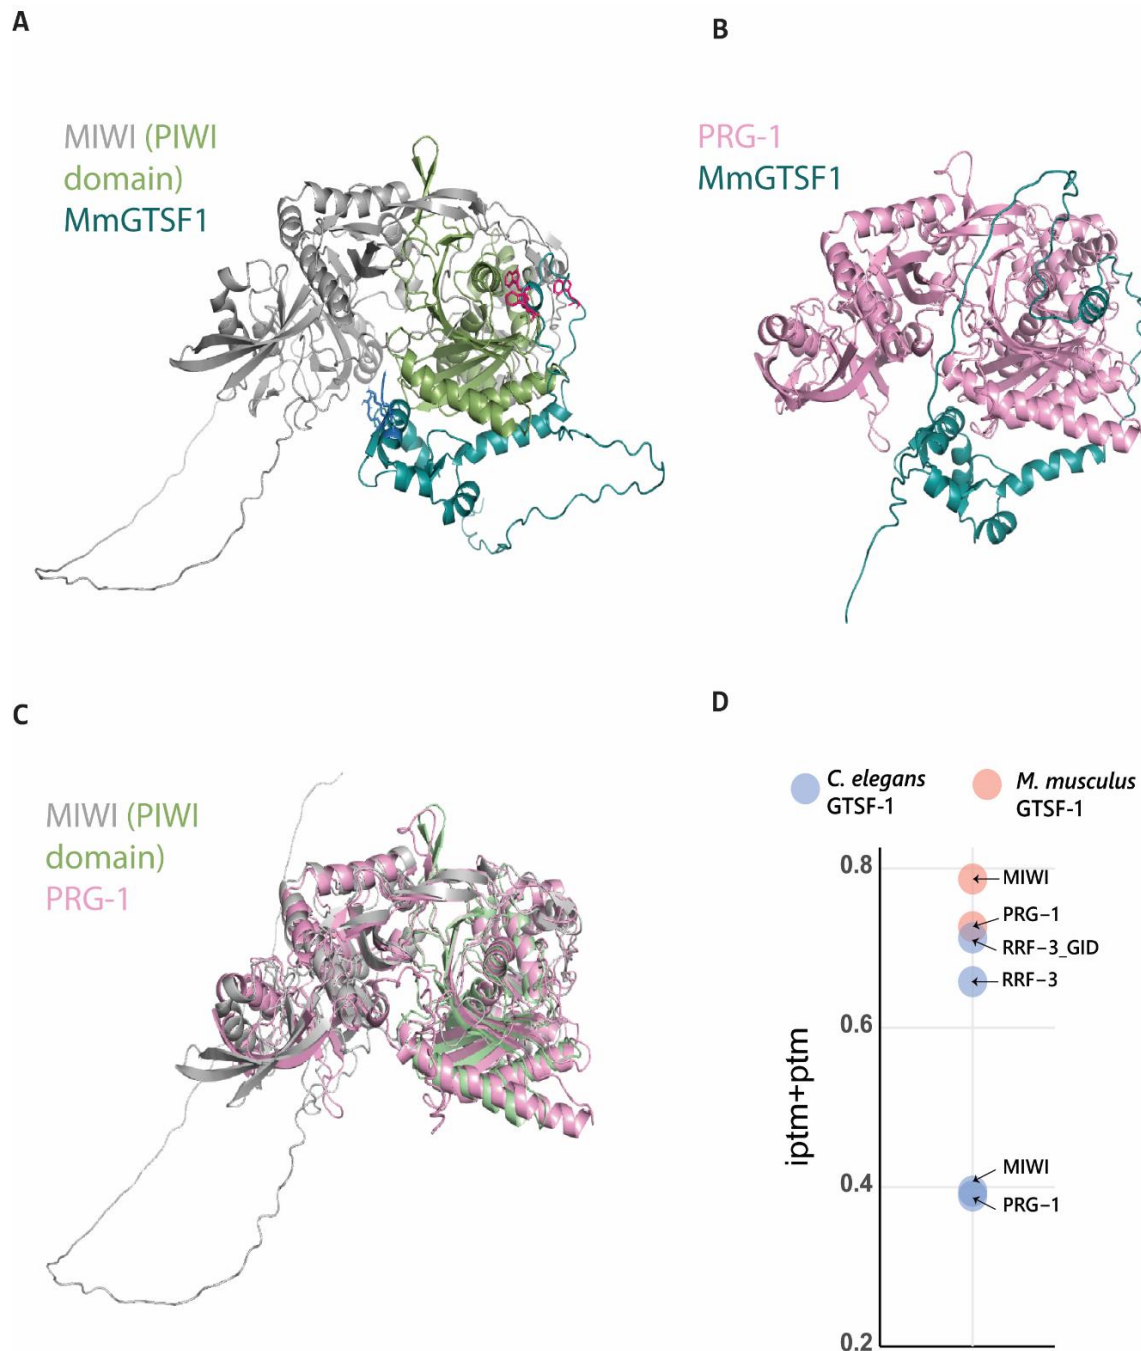 A
MIWI (PIWI
domain)
MmGTSF1
B
PRG-1
MmGTSF1
C
MIWI (PIWI
domain)
PRG-1
D
C. elegans
GTSF-1
M. musculus
GTSF-1
0.8
MIWI
PRG−1
RRF−3_GID
RRF−3
0.6
iptm+ptm
MIWI
0.4
PRG−1
0.2